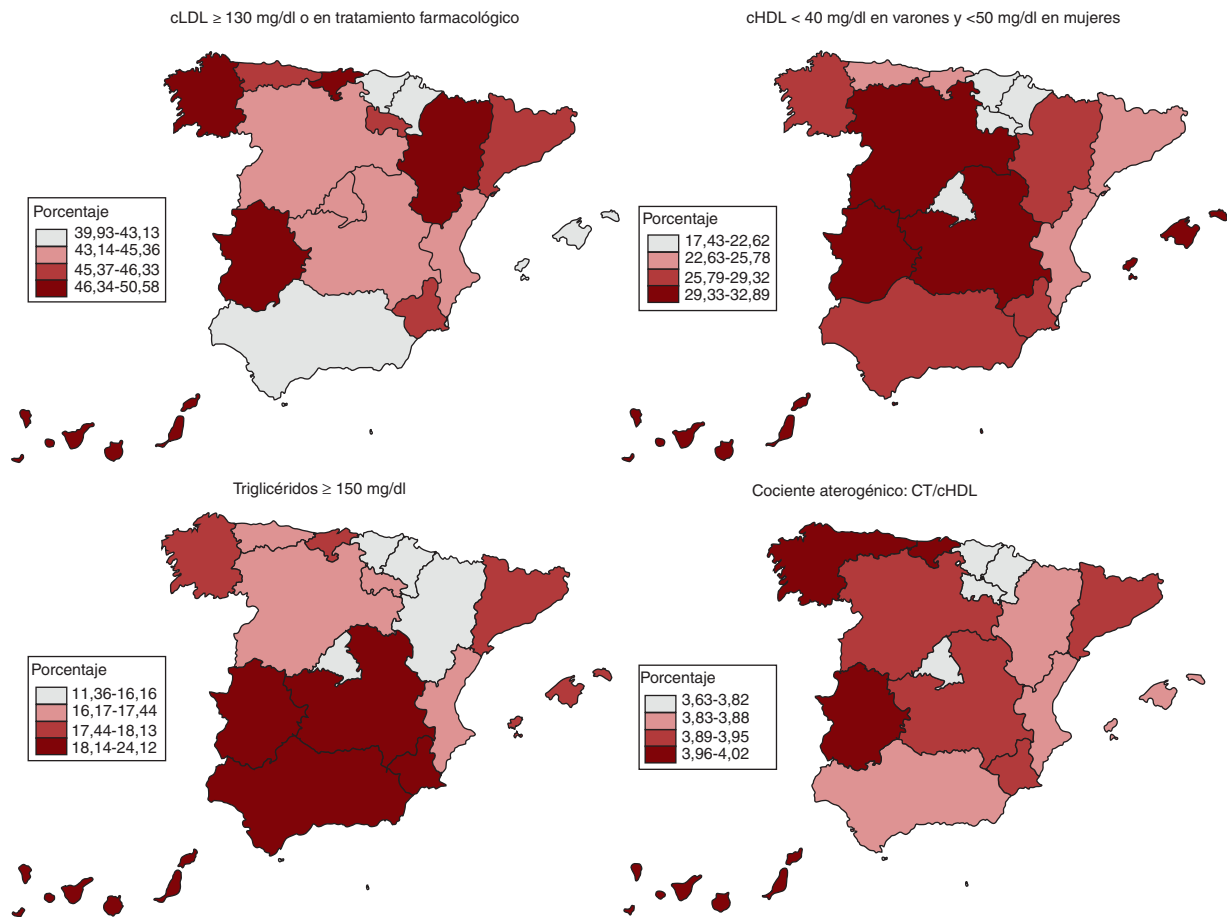 cLDL ≥ 130 mg/dl o en tratamiento farmacológico
cHDL < 40 mg/dl en varones y <50 mg/dl en mujeres
Porcentaje
39,93-43,13
43,14-45,36
45,37-46,33
46,34-50,58
Porcentaje
17,43-22,62
22,63-25,78
25,79-29,32
29,33-32,89
Triglicéridos ≥ 150 mg/dl
Cociente aterogénico: CT/cHDL
Porcentaje
11,36-16,16
16,17-17,44
17,44-18,13
18,14-24,12
Porcentaje
3,63-3,82
3,83-3,88
3,89-3,95
3,96-4,02